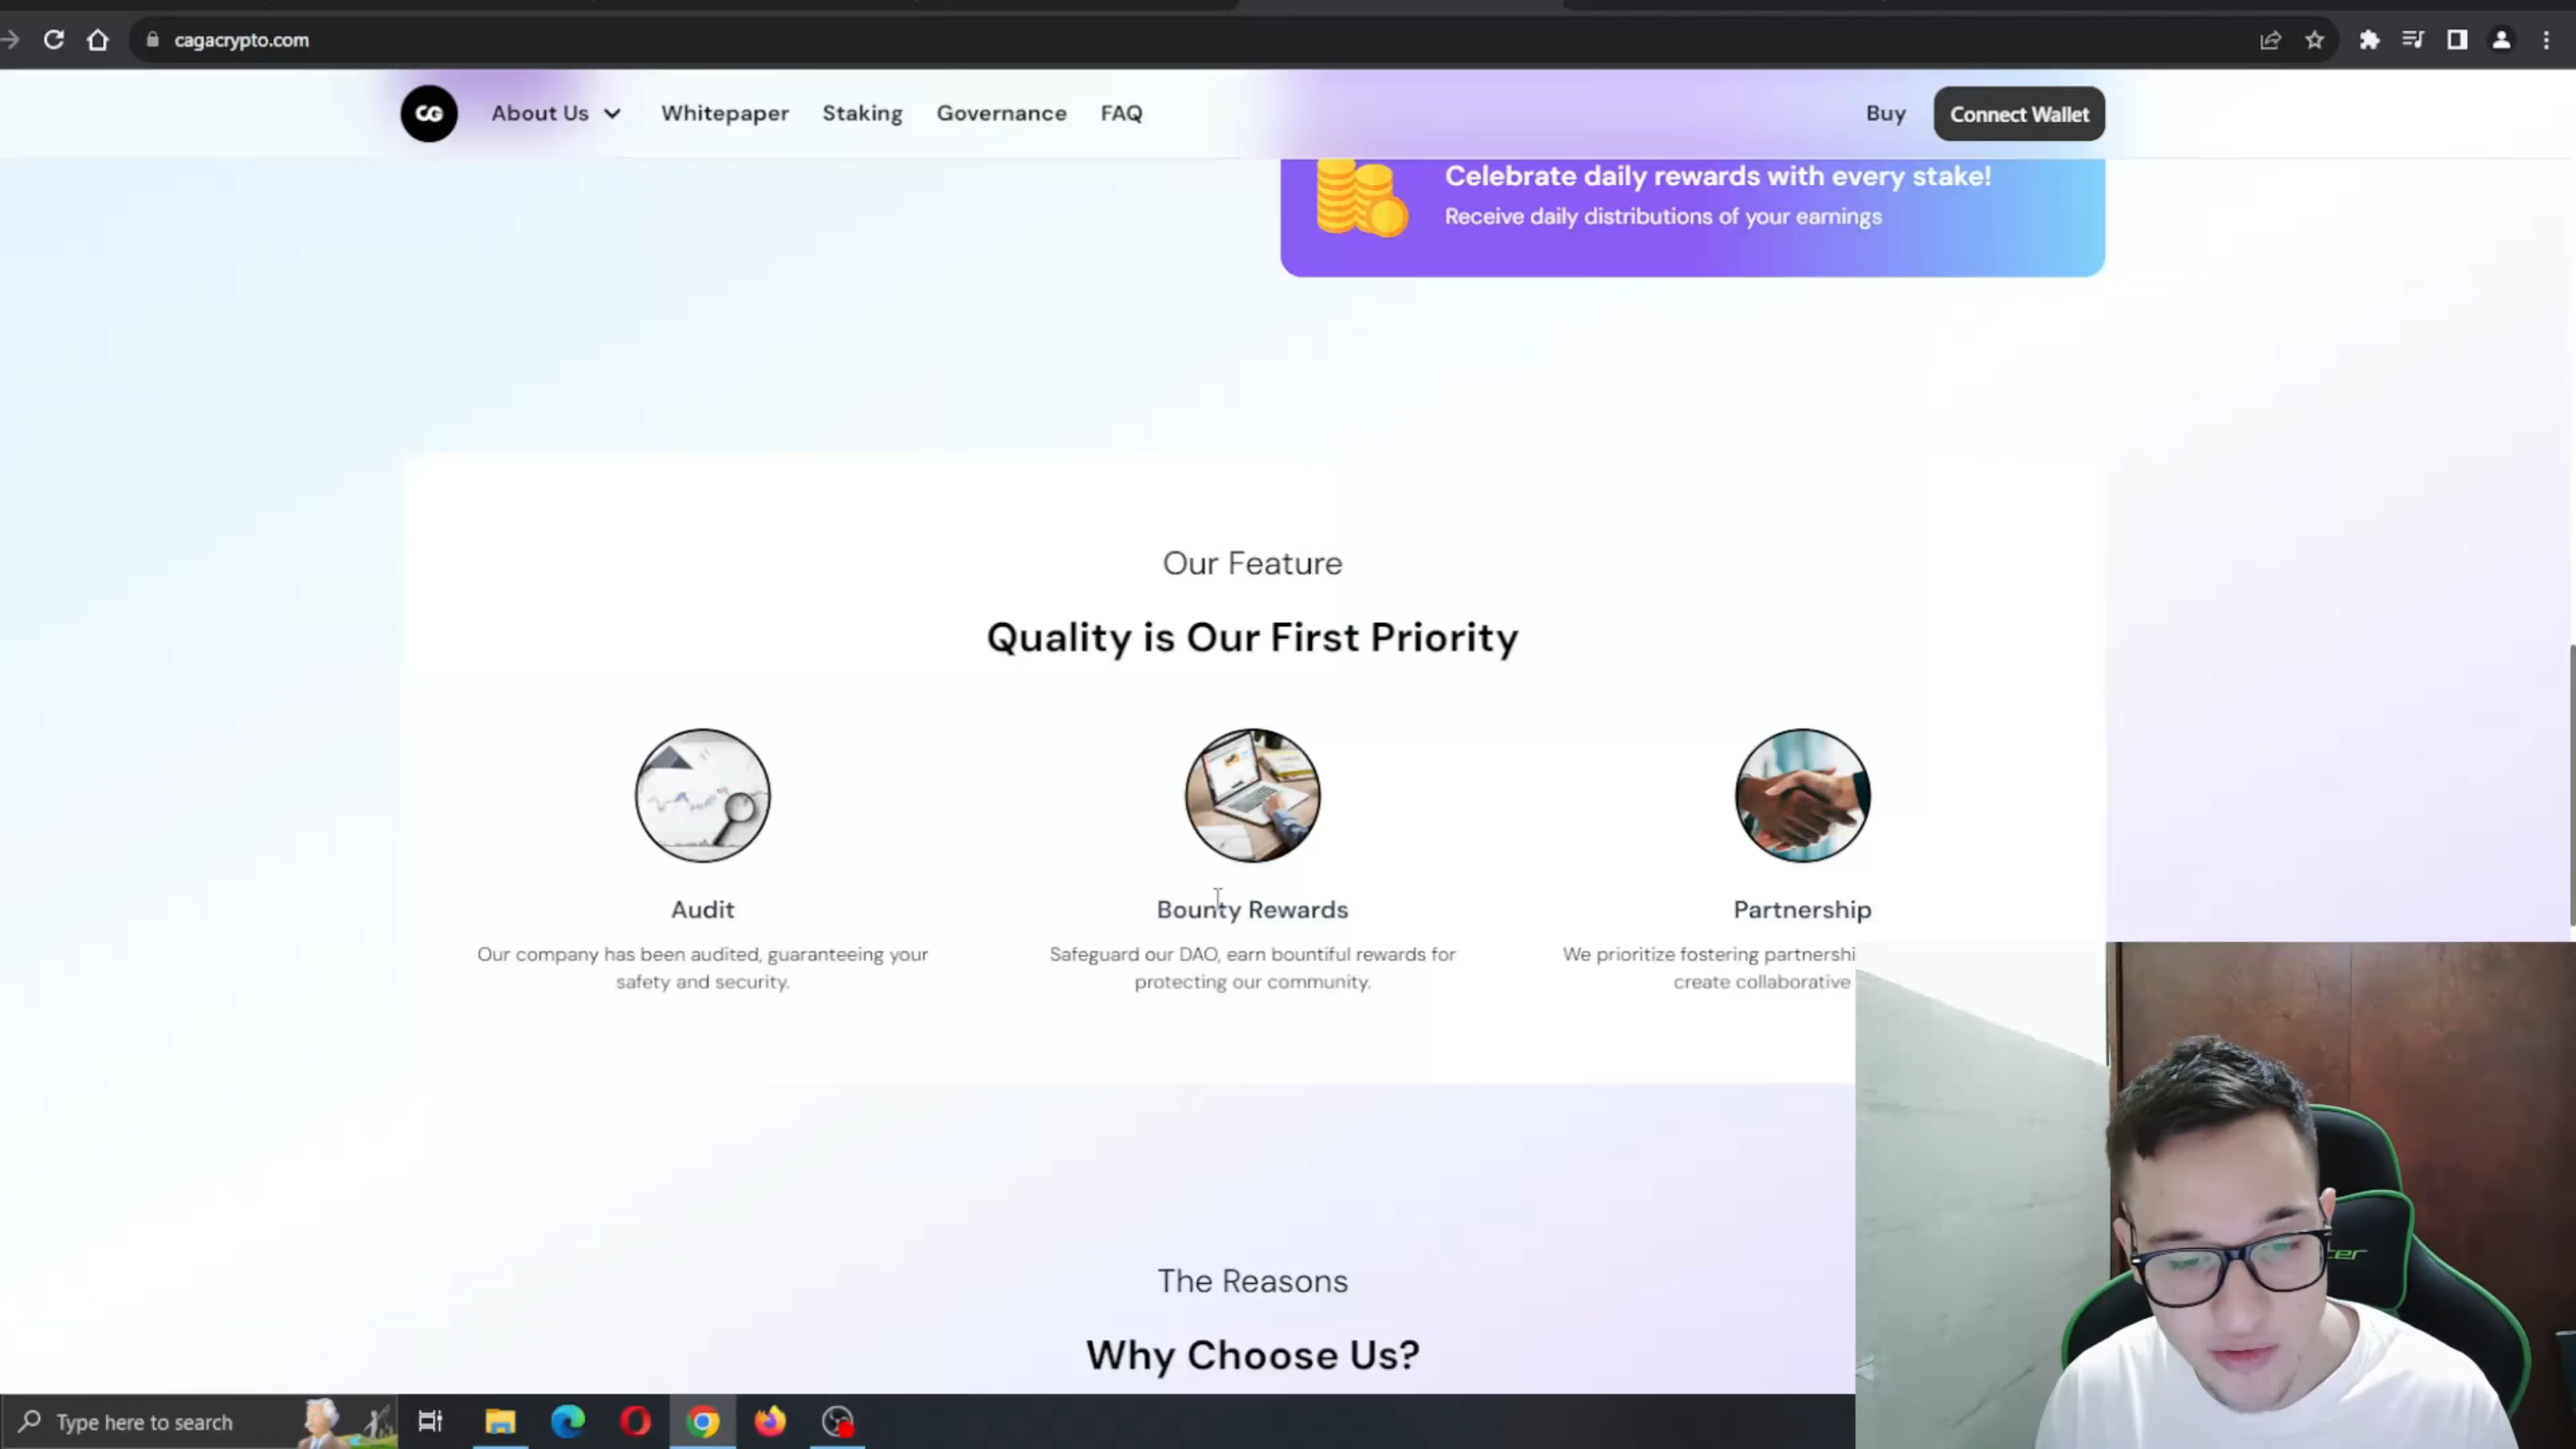 cagacrypto.com
CG
About Us
Whitepaper
Staking
Governance
FAQ
Buy
Connect Wallet
Celebrate daily rewards with every stake!
Receive daily distributions of your earnings
Our Feature
Quality is Our First Priority
Audit
Our company has been audited, guaranteeing your
safety and security.
Bounty Rewards
Safeguard our DAO, earn bountiful rewards for
protecting our community.
Partnership
We prioritize fostering
create collaborative
The Reasons
Why Choose Us?
Type here to search